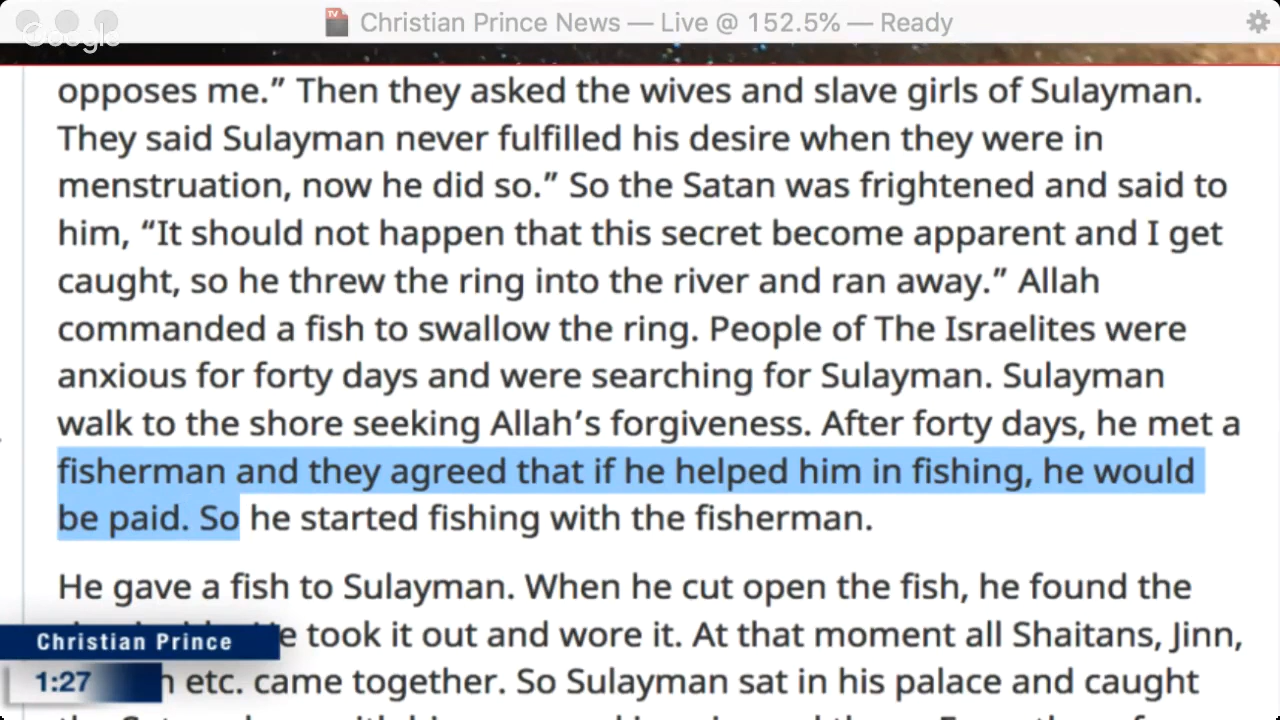 Christian Prince News — Live @ 152.5% — Ready
Google
opposes me.” Then they asked the wives and slave girls of Sulayman.
They said Sulayman never fulfilled his desire when they were in
menstruation, now he did so.” So the Satan was frightened and said to
him, “It should not happen that this secret become apparent and I get
caught, so he threw the ring into the river and ran away.” Allah
commanded a fish to swallow the ring. People of The Israelites were
anxious for forty days and were searching for Sulayman. Sulayman
walk to the shore seeking Allah’s forgiveness. After forty days, he met a
fisherman and they agreed that if he helped him in fishing, he would
be paid. So he started fishing with the fisherman.
He gave a fish to Sulayman. When he cut open the fish, he found the
took it out and wore it. At that moment all Shaitans, Jinn,
etc. came together. So Sulayman sat in his palace and caught
Christian Prince
1:27